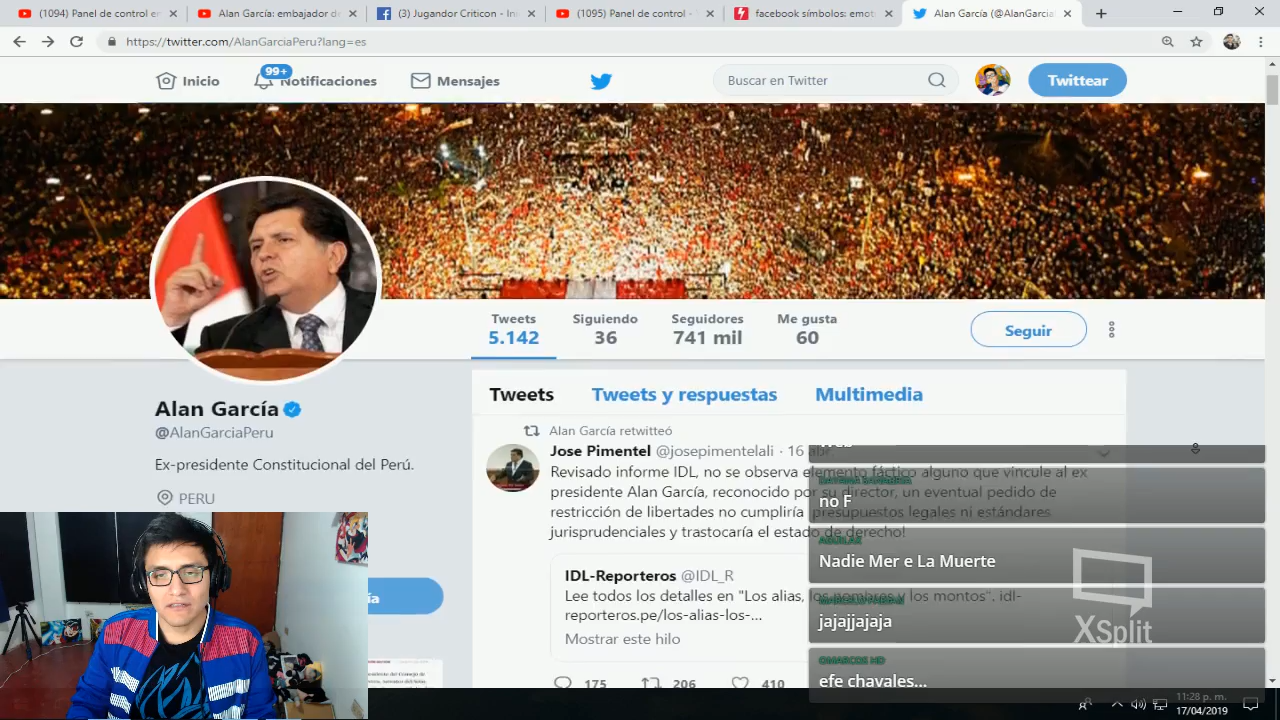 (1094) Panel de control en
Alan García: embajador de
(3) Jugador Criticon - In
(1095) Panel de control - Y
facebook símbolos: emot
Alan García (@AlanGarcia
https://twitter.com/AlanGarciaPeru?lang=es
Inicio
99+
Notificaciones
Mensajes
Buscar en Twitter
Twittear
Tweets
5.142
Siguiendo
36
Seguidores
741 mil
Me gusta
60
Seguir
Alan García
@AlanGarciaPeru
Ex-presidente Constitucional del Perú.
PERU
Tweets
Tweets y respuestas
Multimedia
Alan García retwitteó
Jose Pimentel @josepimentelali · 16 abr.
Revisado informe IDL, no se observa elemento fáctico alguno que vincule al ex
presidente Alan García, reconocido por su director, un eventual pedido de
restricción de libertades no cumpliría presupuestos legales ni estándares
jurisprudenciales y trastocaría el estado de derecho!
IDL-Reporteros @IDL_R
Lee todos los detalles en "Los alias, los nombres y los montos", idl-
reporteros.pe/los-alias-los-...
Mostrar este hilo
175
206
410
no F
AGUILAZ
Nadie Mer e La Muerte
jajajjajaja
OMARCOS HD
efe chavales...
XSplit
11:28 p. m.
17/04/2019